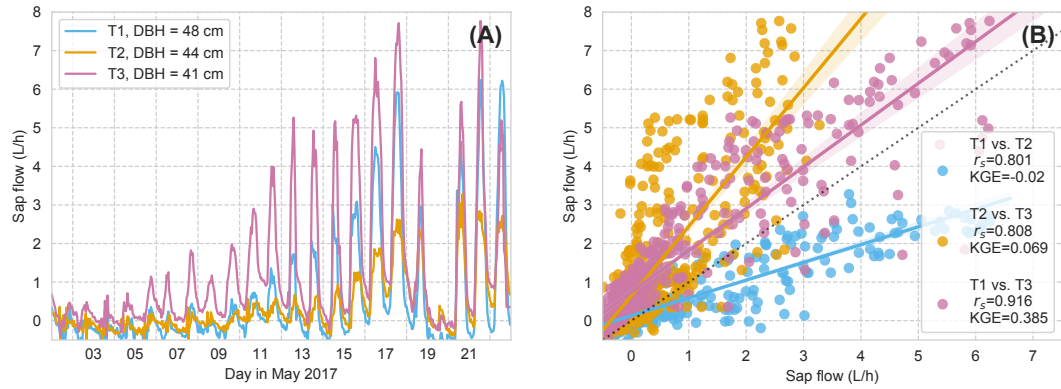 (A)
T1, DBH = 48 cm
T2, DBH = 44 cm
T3, DBH = 41 cm
8
7
6
5
4
3
2
1
0
Sap flow (L/h)
03 05 07 09 11 13 15 17 19 21
Day in May 2017
(B)
8
7
6
5
4
3
2
1
0
Sap flow (L/h)
T1 vs. T2
rs=0.801
KGE=-0.02
T2 vs. T3
rs=0.808
KGE=0.069
T1 vs. T3
rs=0.916
KGE=0.385
0 1 2 3 4 5 6 7
Sap flow (L/h)